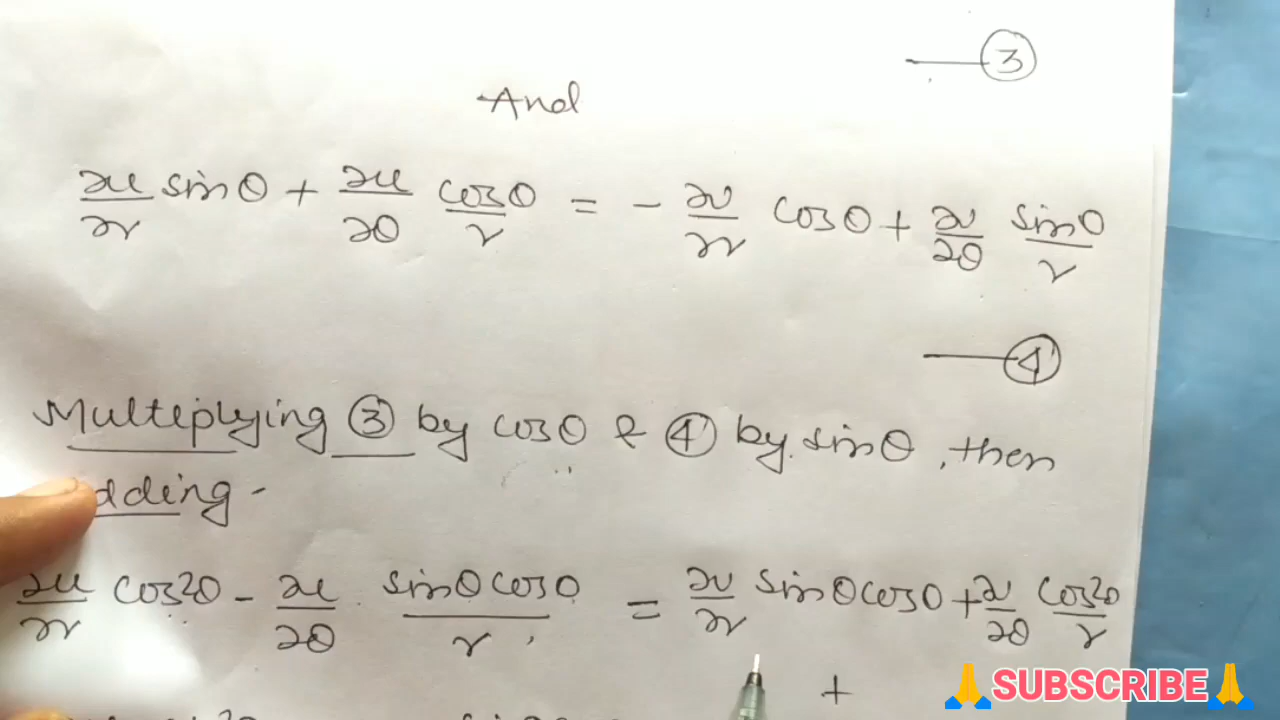 ③
And
∂u/∂r sinθ + ∂u/∂θ cosθ/r = - ∂v/∂r cosθ + ∂v/∂θ sinθ/r
④
Multiplying ③ by cosθ & ④ by sinθ, then
adding -
∂u/∂r cos²θ - ∂u/∂θ sinθcosθ/r = ∂v/∂r sinθcosθ + ∂v/∂θ cos²θ/r
+
🙏SUBSCRIBE🙏